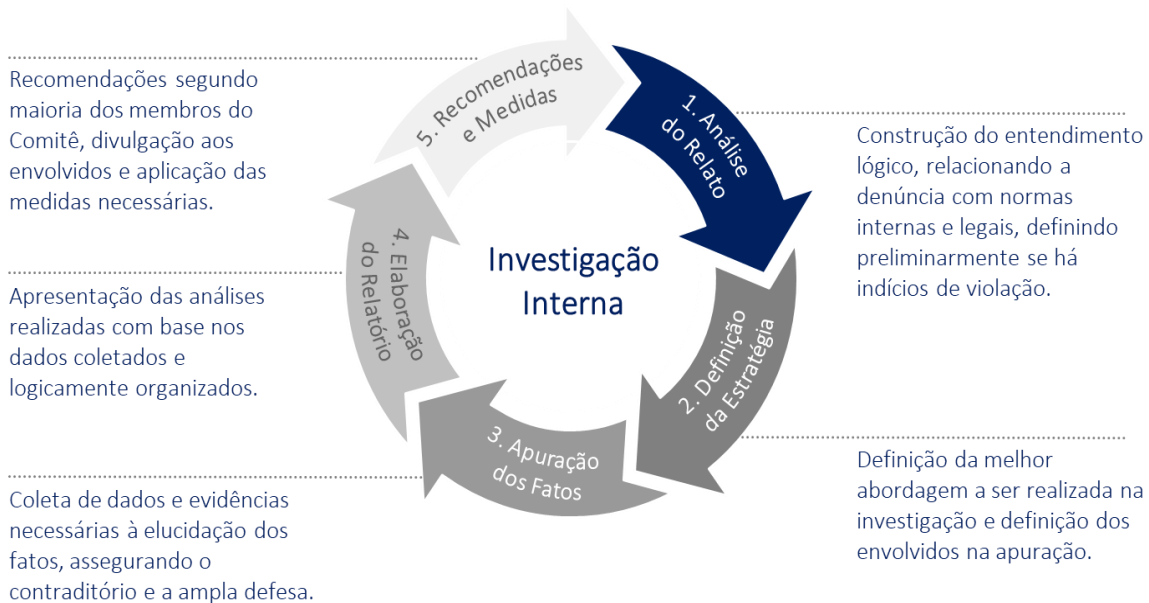 Investigação
Interna
1. Análise
do Relato
Construção do entendimento
lógico, relacionando a
denúncia com normas
internas e legais, definindo
preliminarmente se há
indícios de violação.
2. Definição
da Estratégia
Definição da melhor
abordagem a ser realizada na
investigação e definição dos
envolvidos na apuração.
3. Apuração
dos Fatos
Coleta de dados e evidências
necessárias à elucidação dos
fatos, assegurando o
contraditório e a ampla defesa.
4. Elaboração
do Relatório
Apresentação das análises
realizadas com base nos
dados coletados e
logicamente organizados.
5. Recomendações
e Medidas
Recomendações segundo
maioria dos membros do
Comitê, divulgação aos
envolvidos e aplicação das
medidas necessárias.